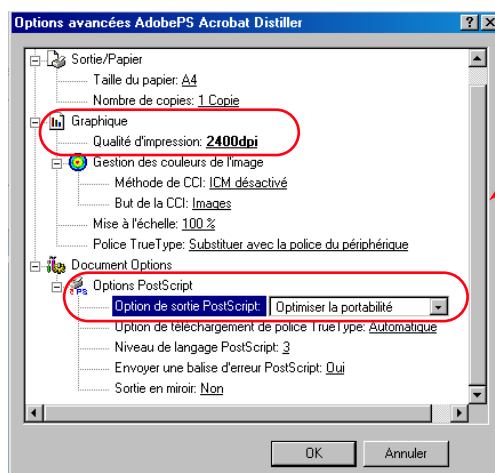 Options avancées AdobePS Acrobat Distiller
Sortie/Papier
Taille du papier: A4
Nombre de copies: 1 Copie
Graphique
Qualité d'impression: 2400dpi
Gestion des couleurs de l'image
Méthode de CCI: ICM désactivé
But de la CCI: Images
Mise à l'échelle: 100 %
Police TrueType: Substituer avec la police du périphérique
Document Options
Options PostScript
Option de sortie PostScript: Optimiser la portabilité
Option de téléchargement de police TrueType: Automatique
Niveau de langage PostScript: 3
Envoyer une balise d'erreur PostScript: Oui
Sortie en miroir: Non
OK Annuler